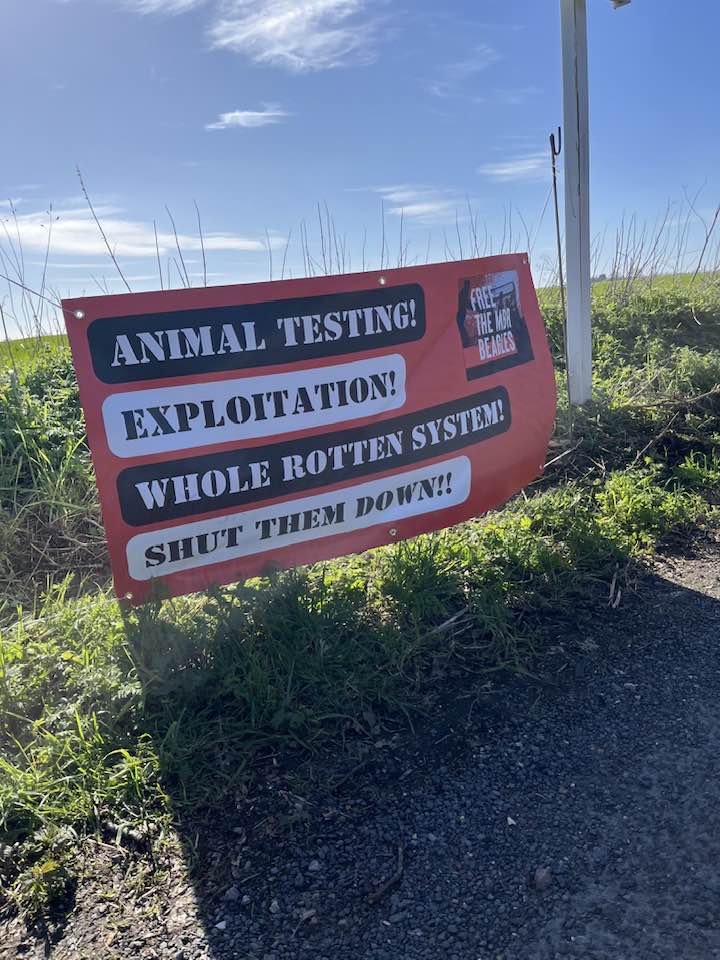 ANIMAL TESTING!
EXPLOITATION!
WHOLE ROTTEN SYSTEM!
SHUT THEM DOWN!!
FREE
THE MBR
BEAGLES